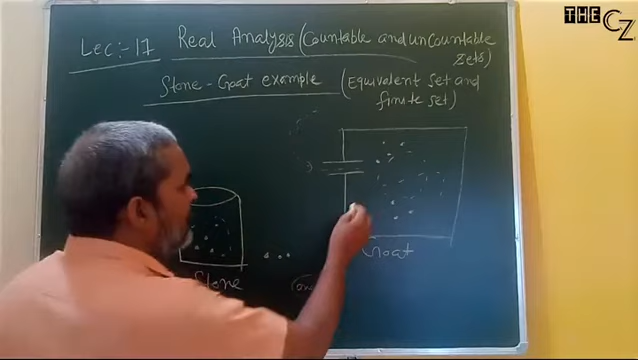 THE CZ
Lec:- 17 Real Analysis (Countable and uncountable
sets)
Stone - Goat example (Equivalent set and
finite set)
Stone
Goat